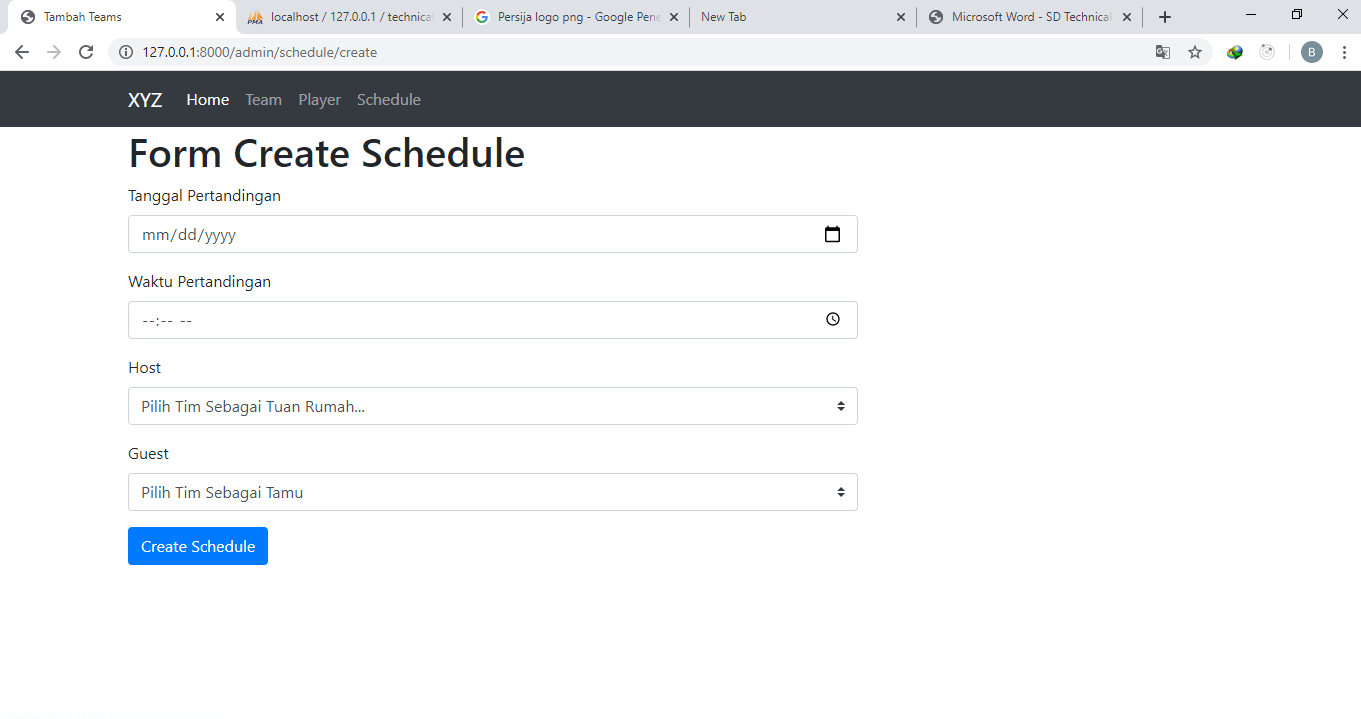 Tambah Teams
localhost / 127.0.0.1 / technical
Persija logo png - Google Pene
New Tab
Microsoft Word - SD Technical
127.0.0.1:8000/admin/schedule/create
B
XYZ Home Team Player Schedule
Form Create Schedule
Tanggal Pertandingan
mm/dd/yyyy
Waktu Pertandingan
--:-- --
Host
Pilih Tim Sebagai Tuan Rumah...
Guest
Pilih Tim Sebagai Tamu
Create Schedule